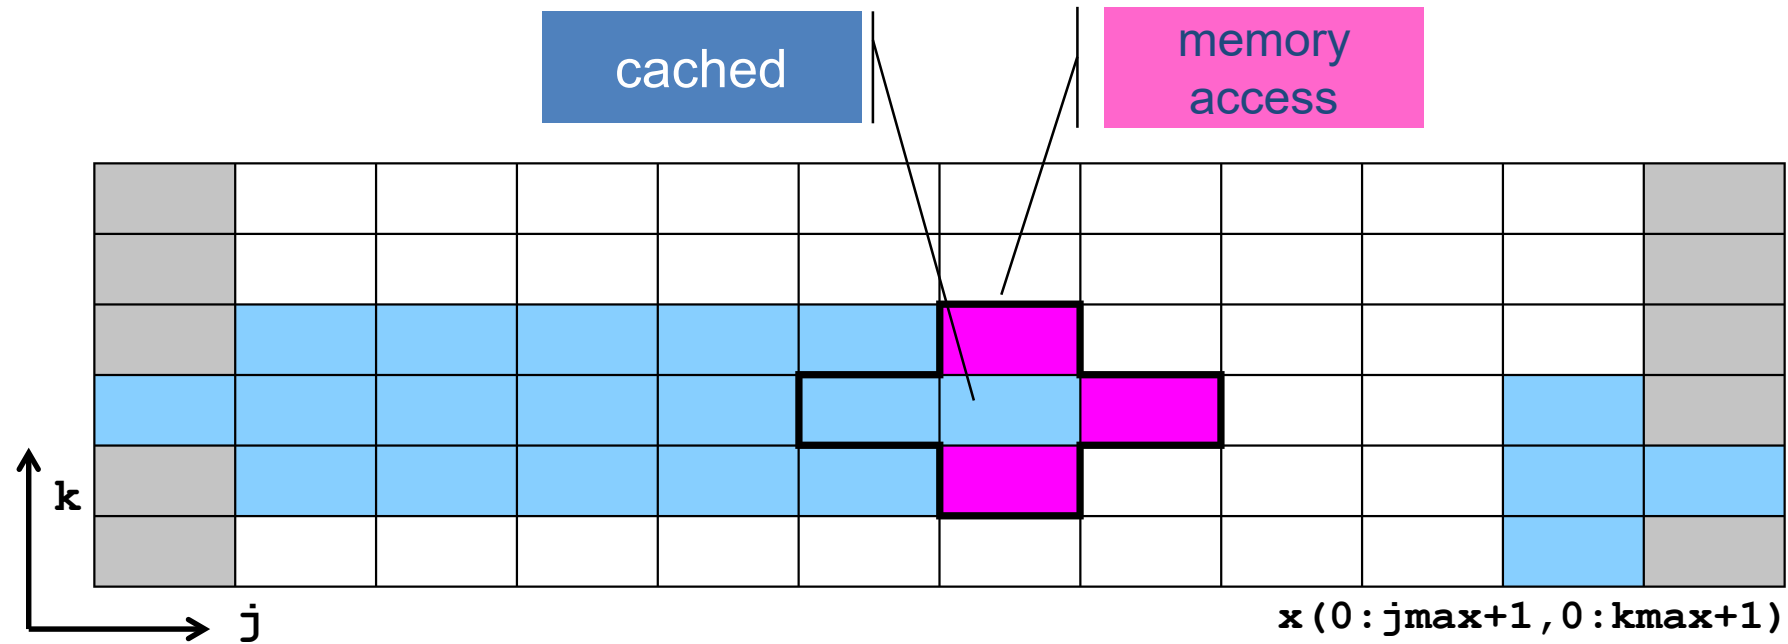 cached
memory
access
k
j
x(0:jmax+1,0:kmax+1)